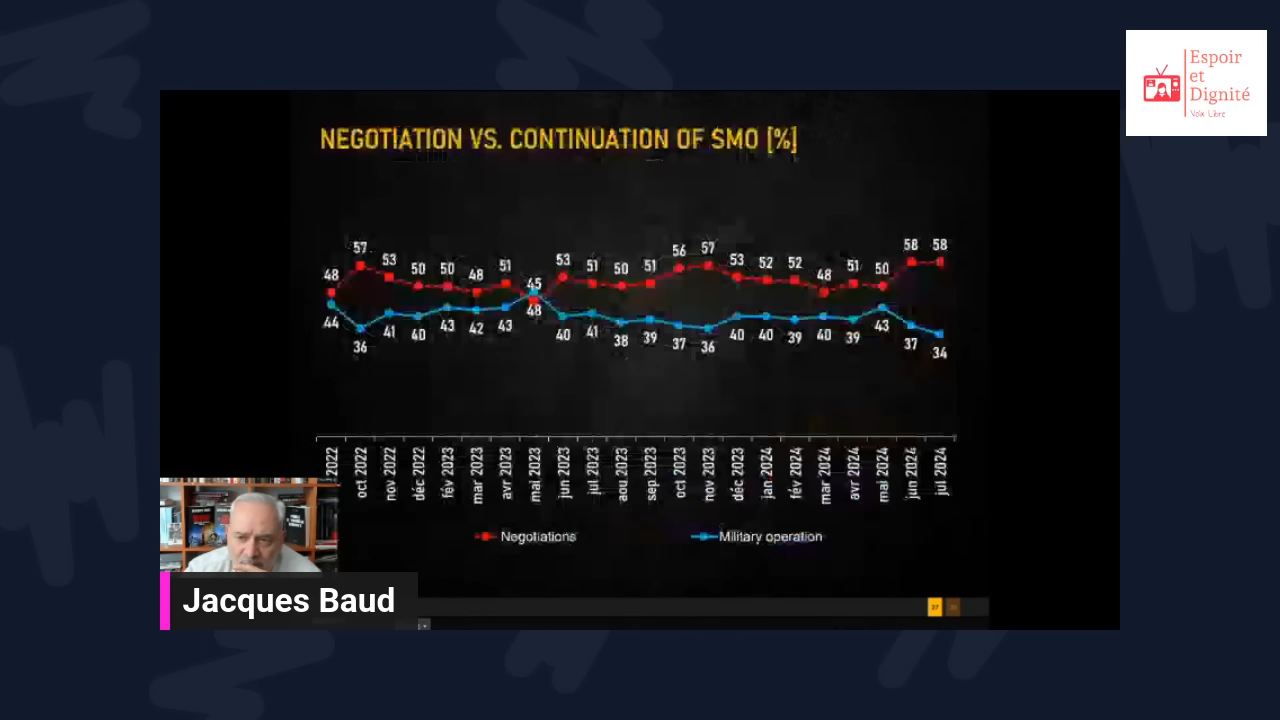 Espoir
et
Dignité
Voix Libre
NEGOTIATION VS. CONTINUATION OF SMO [%]
48 57 53 50 50 48 51 45 53 51 50 51 56 57 53 52 52 48 51 50 58 58
44 36 41 40 43 42 43 48 40 41 38 39 37 36 40 40 39 40 39 43 37 34
2022
oct 2022
nov 2022
déc 2022
fév 2023
mar 2023
avr 2023
mai 2023
jun 2023
jul 2023
aou 2023
sep 2023
oct 2023
nov 2023
déc 2023
jan 2024
fév 2024
mar 2024
avr 2024
mai 2024
jun 2024
jul 2024
Negotiations Military operation
Jacques Baud